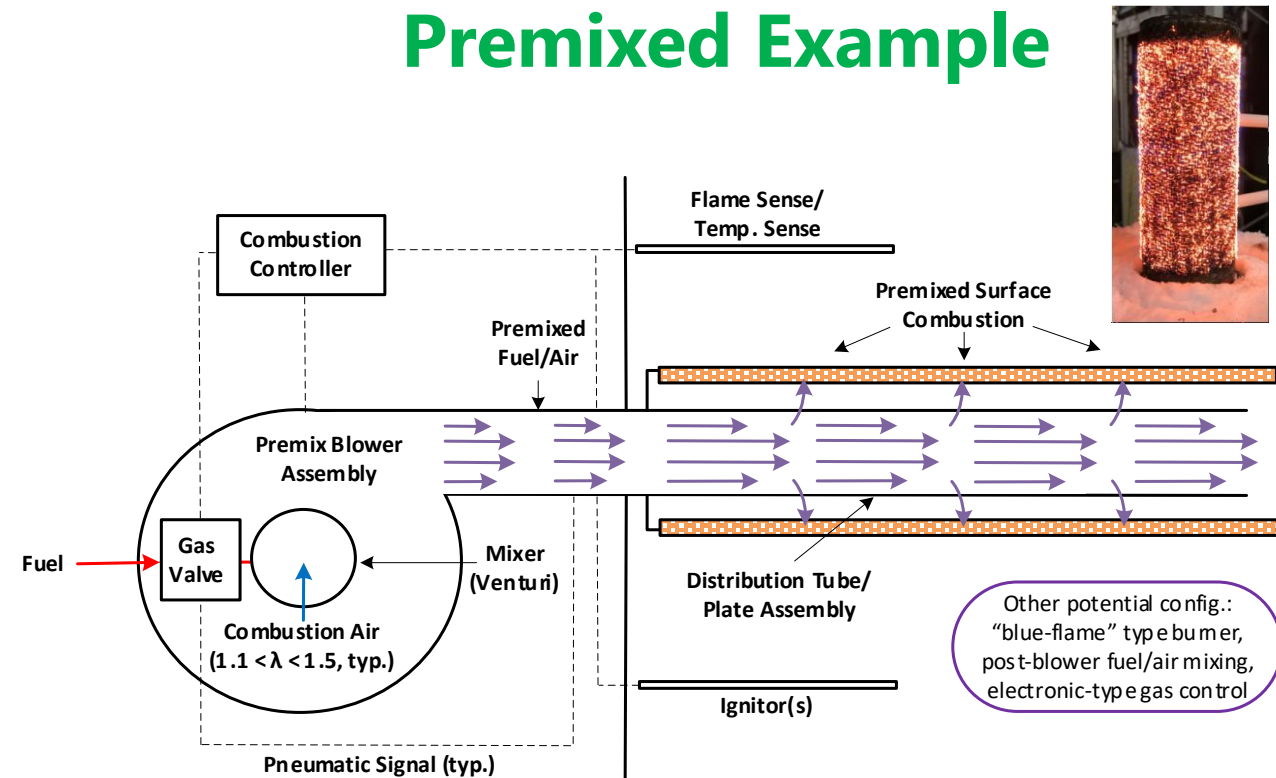 Premixed Example
Flame Sense/
Temp. Sense
Combustion
Controller
Premixed Surface
Combustion
Premixed
Fuel/Air
Premix Blower
Assembly
Fuel
Gas
Valve
Mixer
(Venturi)
Combustion Air
(1.1 < λ < 1.5, typ.)
Distribution Tube/
Plate Assembly
Other potential config.:
“blue-flame” type burner,
post-blower fuel/air mixing,
electronic-type gas control
Ignitor(s)
Pneumatic Signal (typ.)